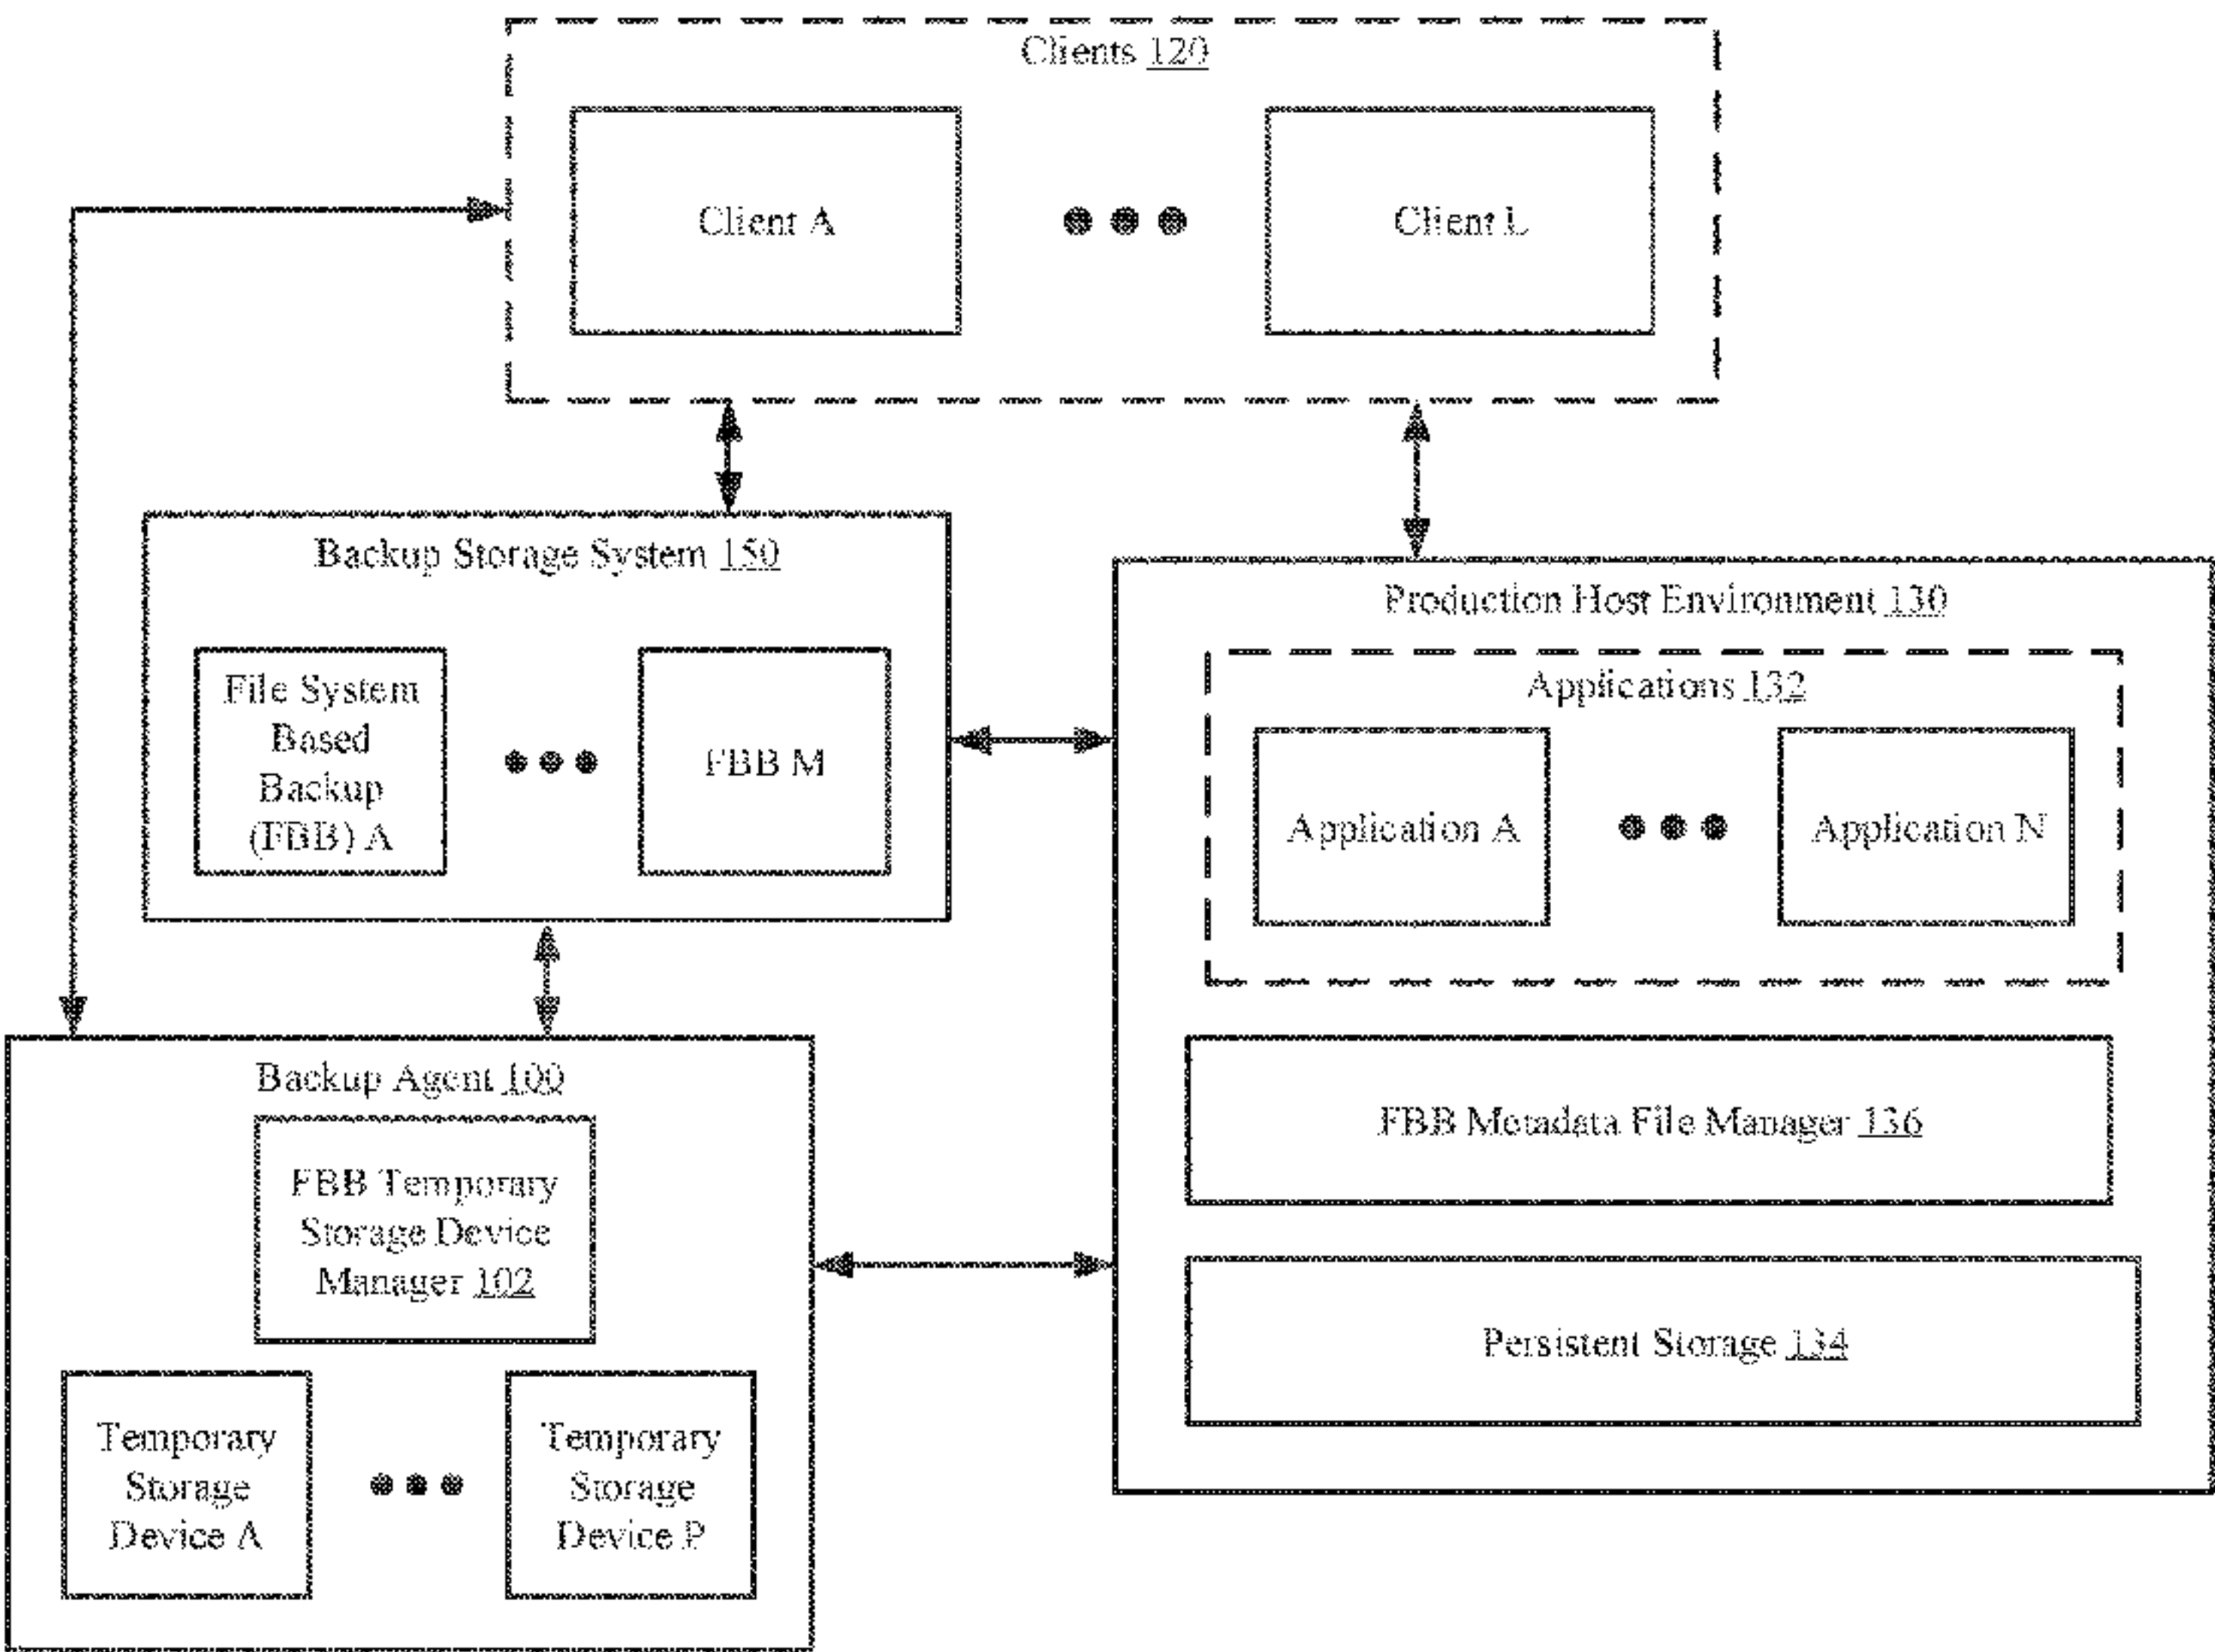 Clients 120
Client A
Client L
Backup Storage System 150
File System
Based
Backup
(FBB) A
FBB M
Production Host Environment 130
Applications 132
Application A
Application N
FBB Metadata File Manager 136
Persistent Storage 134
Backup Agent 100
FBB Temporary
Storage Device
Manager 102
Temporary
Storage
Device A
Temporary
Storage
Device P